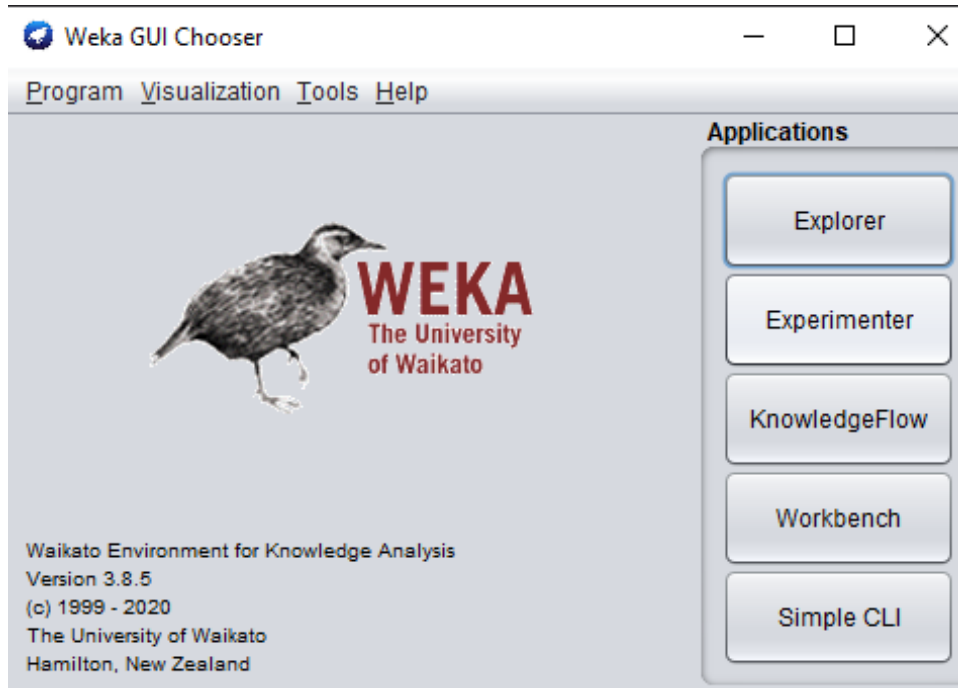 Weka GUI Chooser
Program Visualization Tools Help
Applications
Explorer
Experimenter
KnowledgeFlow
Workbench
Simple CLI
WEKA
The University
of Waikato
Waikato Environment for Knowledge Analysis
Version 3.8.5
(c) 1999 - 2020
The University of Waikato
Hamilton, New Zealand